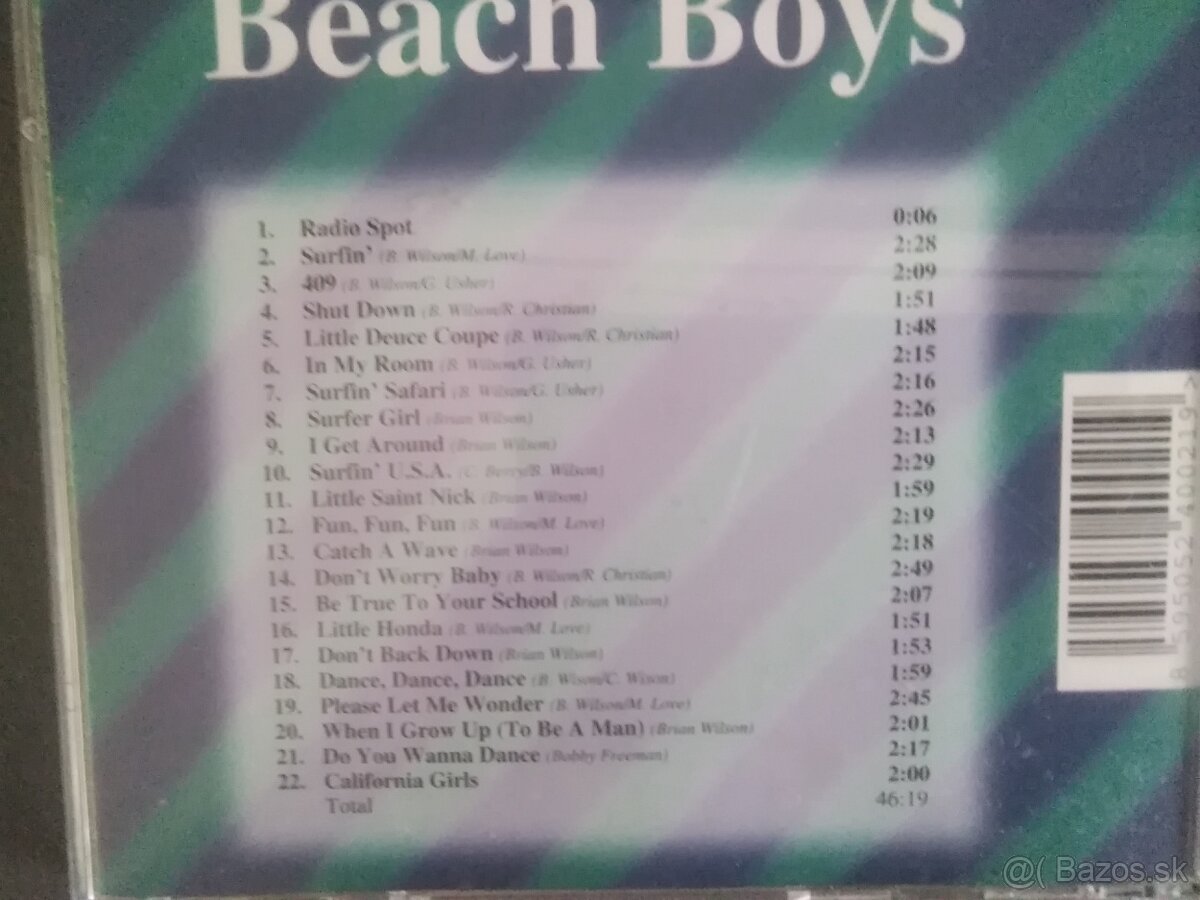 Beach Boys
1. Radio Spot 0:06
2. Surfin' (B. Wilson/M. Love) 2:28
3. 409 (B. Wilson/G. Usher) 2:09
4. Shut Down (B. Wilson/R. Christian) 1:51
5. Little Deuce Coupe (B. Wilson/R. Christian) 1:48
6. In My Room (B. Wilson/G. Usher) 2:15
7. Surfin' Safari (B. Wilson/G. Usher) 2:16
8. Surfer Girl (Brian Wilson) 2:26
9. I Get Around (Brian Wilson) 2:13
10. Surfin' U.S.A. (C. Berry/B. Wilson) 2:29
11. Little Saint Nick (Brian Wilson) 1:59
12. Fun, Fun, Fun (B. Wilson/M. Love) 2:19
13. Catch A Wave (Brian Wilson) 2:18
14. Don't Worry Baby (B. Wilson/R. Christian) 2:49
15. Be True To Your School (Brian Wilson) 2:07
16. Little Honda (B. Wilson/M. Love) 1:51
17. Don't Back Down (Brian Wilson) 1:53
18. Dance, Dance, Dance (B. Wison/C. Wison) 1:59
19. Please Let Me Wonder (B. Wilson/M. Love) 2:45
20. When I Grow Up (To Be A Man) (Brian Wilson) 2:01
21. Do You Wanna Dance (Bobby Freeman) 2:17
22. California Girls 2:00
Total 46:19
8 595052 400219 >
@( Bazos.sk